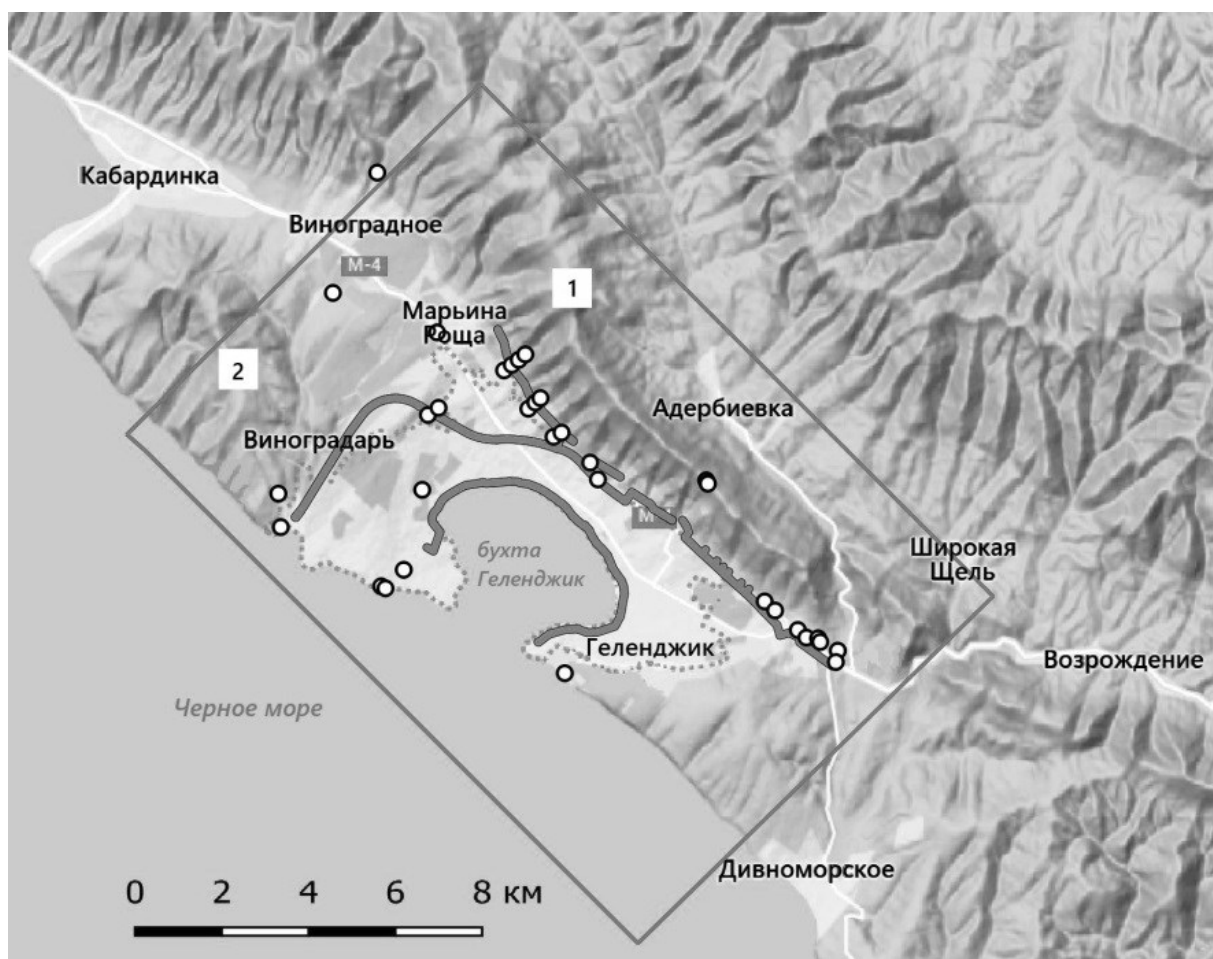 Кабардинка
Виноградное
М-4
1
Марьина
Роща
2
Адербиевка
Виноградарь
бухта
Геленджик
Широкая
Щель
Геленджик
Возрождение
Черное море
Дивноморское
0 2 4 6 8 км